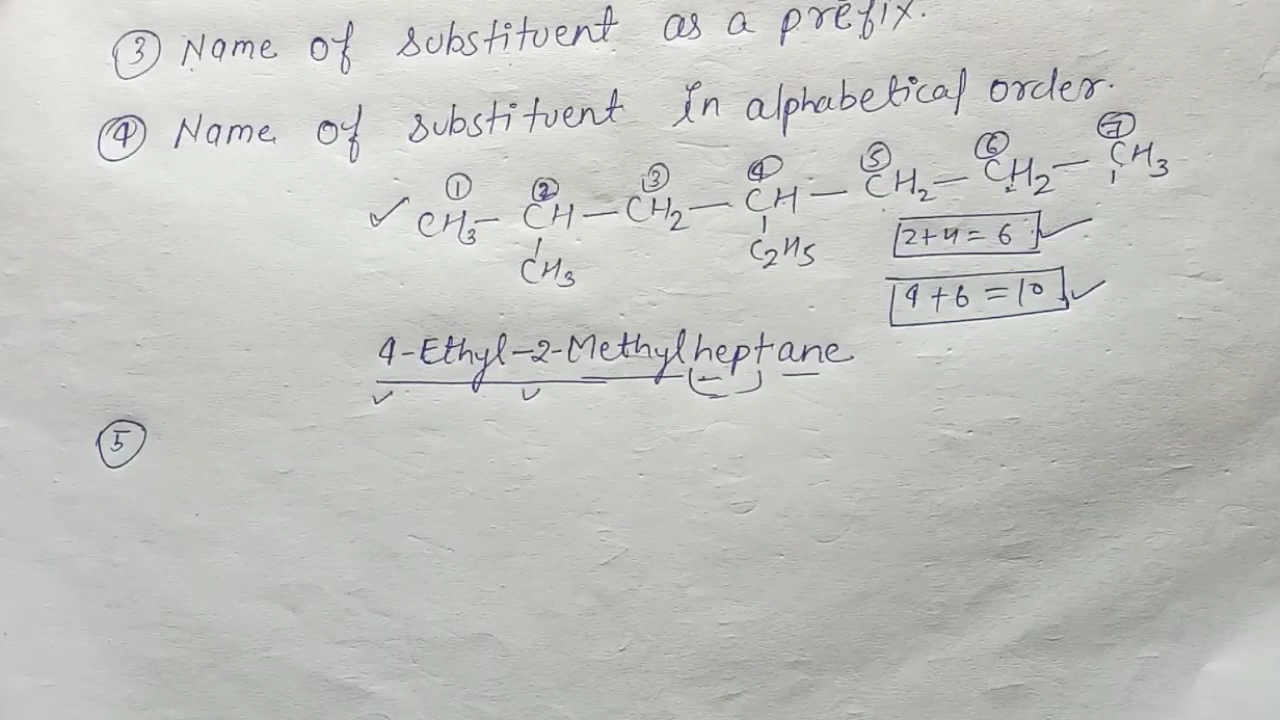 ③ Name of substituent as a prefix.
④ Name of substituent in alphabetical order.
① ② ③ ④ ⑤ ⑥ ⑦
✓ CH₃ – CH – CH₂ – CH – CH₂ – CH₂ – CH₃
CH₃ C₂H₅
2+4 = 6 ✓
4+6 = 10 ✓
4-Ethyl-2-Methylheptane
✓ ✓
⑤